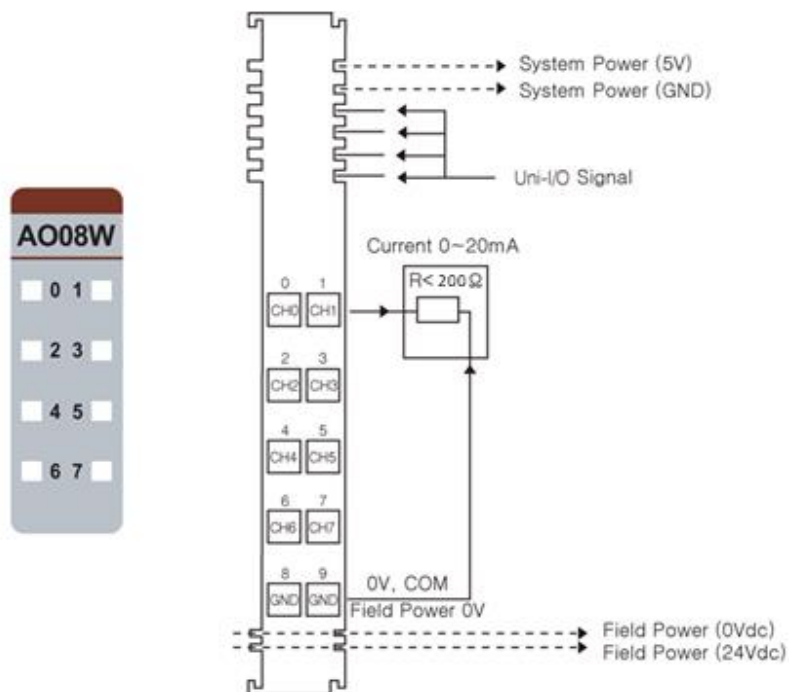 AO08W
0 1
2 3
4 5
6 7
System Power (5V)
System Power (GND)
Uni-I/O Signal
Current 0~20mA
R< 200Ω
0 1
CH0 CH1
2 3
CH2 CH3
4 5
CH4 CH5
6 7
CH6 CH7
8 9
GND GND
0V, COM
Field Power 0V
Field Power (0Vdc)
Field Power (24Vdc)